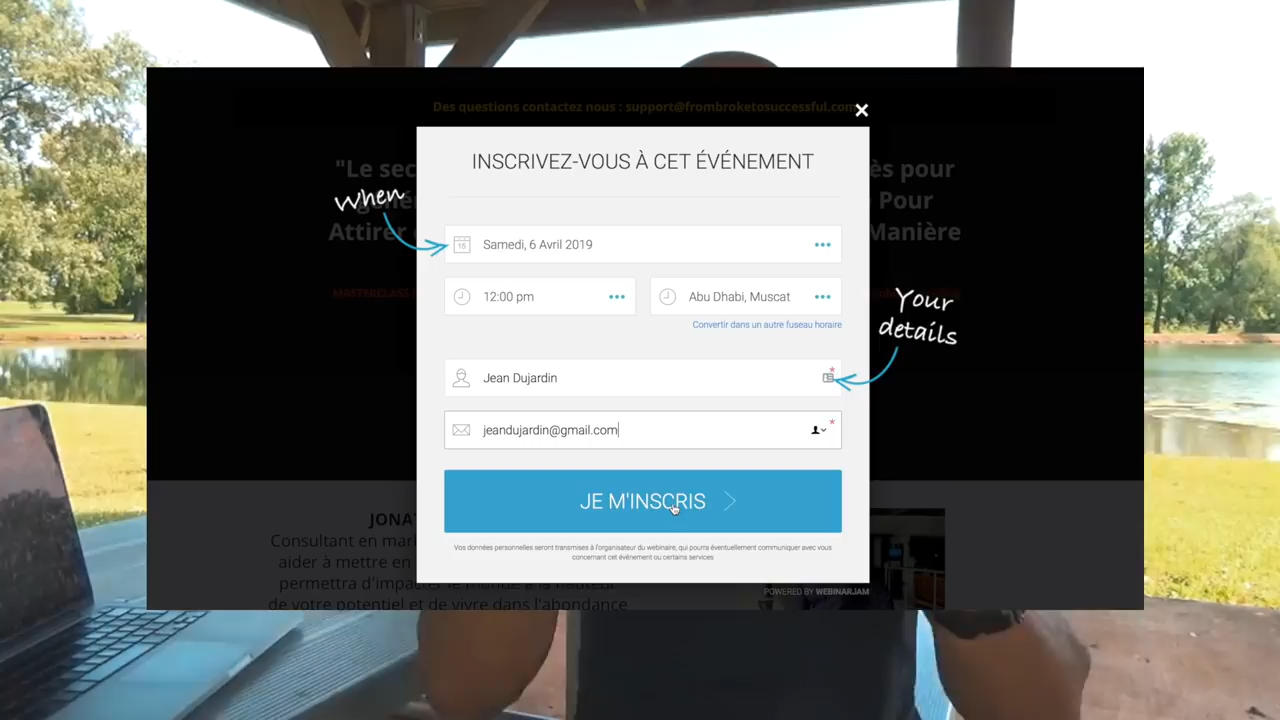 Des questions contactez nous : support@frombroketosuccessful.com
INSCRIVEZ-VOUS À CET ÉVÉNEMENT
"Le sec
ès pour
When
Pour
Attirer
Manière
16
Samedi, 6 Avril 2019
12:00 pm
Abu Dhabi, Muscat
Convertir dans un autre fuseau horaire
MASTERCLASS
Your
details
Jean Dujardin
jeandujardin@gmail.com
JE M'INSCRIS
JONAT
Consultant en mark
aider à mettre en
Vos données personnelles seront transmises à l'organisateur du webinaire, qui pourra éventuellement communiquer avec vous
concernant cet événement ou certains services
permettra d'impacter le monde à la hauteur
de votre potentiel et de vivre dans l'abondance
POWERED BY WEBINARJAM